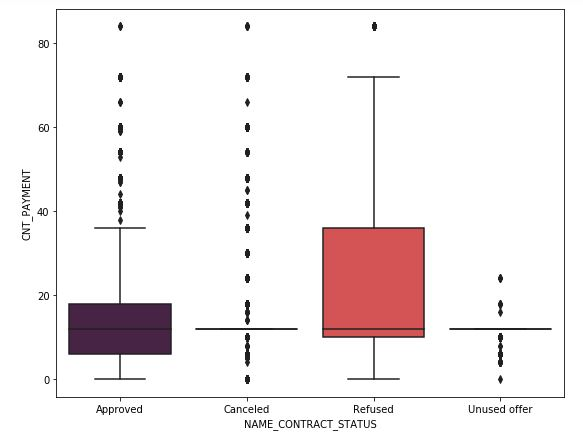 CNT_PAYMENT
80
60
40
20
0
Approved Canceled Refused Unused offer
NAME_CONTRACT_STATUS